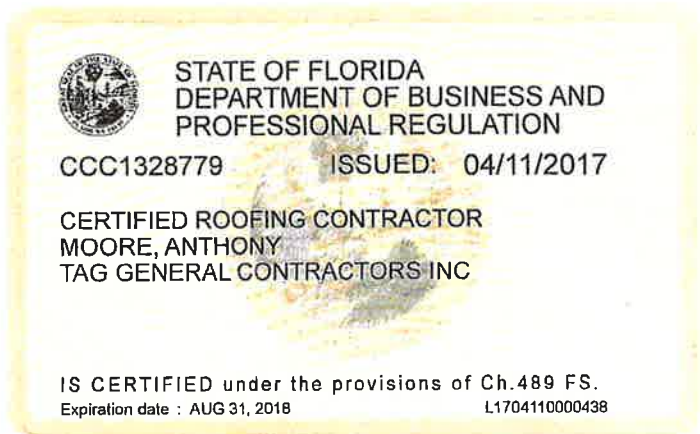 STATE OF FLORIDA
DEPARTMENT OF BUSINESS AND
PROFESSIONAL REGULATION
CCC1328779 ISSUED: 04/11/2017
CERTIFIED ROOFING CONTRACTOR
MOORE, ANTHONY
TAG GENERAL CONTRACTORS INC
IS CERTIFIED under the provisions of Ch.489 FS.
Expiration date : AUG 31, 2018 L1704110000438